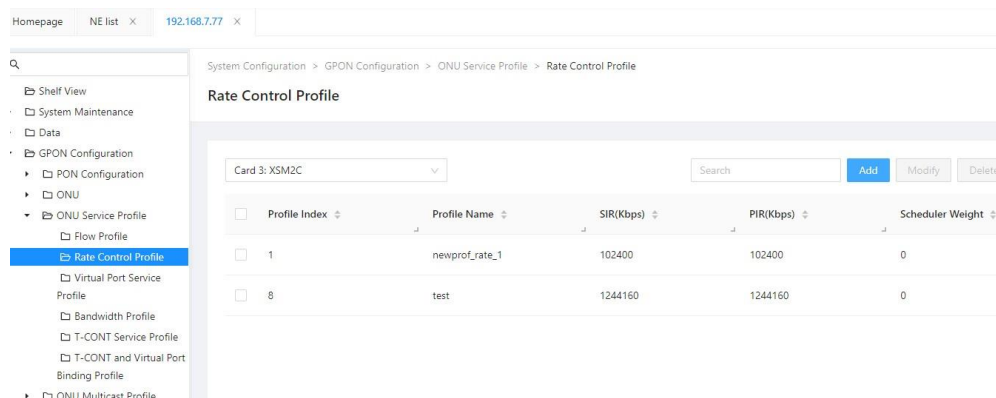 Homepage NE list × 192.168.7.77 ×
System Configuration > GPON Configuration > ONU Service Profile > Rate Control Profile
Rate Control Profile
Shelf View
System Maintenance
Data
GPON Configuration
PON Configuration
ONU
ONU Service Profile
Flow Profile
Rate Control Profile
Virtual Port Service
Profile
Bandwidth Profile
T-CONT Service Profile
T-CONT and Virtual Port
Binding Profile
ONU Multicast Profile
Card 3: XSM2C Search Add Modify Delete
Profile Index Profile Name SIR(Kbps) PIR(Kbps) Scheduler Weight
1 newprof_rate_1 102400 102400 0
8 test 1244160 1244160 0